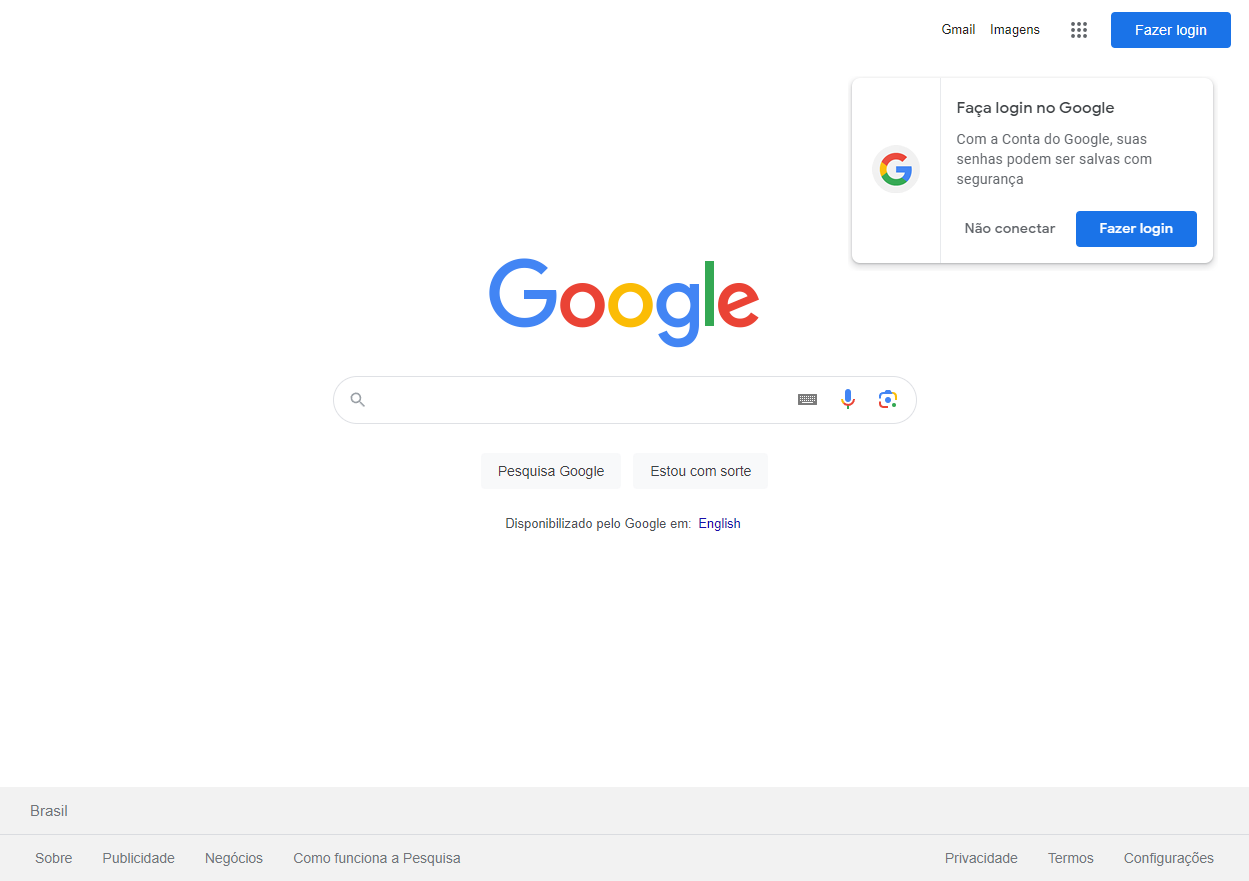 Gmail Imagens Fazer login
Faça login no Google
Com a Conta do Google, suas
senhas podem ser salvas com
segurança
Não conectar Fazer login
Google
Pesquisa Google Estou com sorte
Disponibilizado pelo Google em: English
Brasil
Sobre Publicidade Negócios Como funciona a Pesquisa Privacidade Termos Configurações